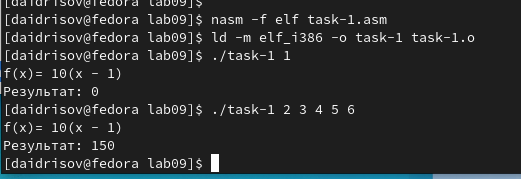 [daidrisov@fedora lab09]$ nasm -f elf task-1.asm
[daidrisov@fedora lab09]$ ld -m elf_i386 -o task-1 task-1.o
[daidrisov@fedora lab09]$ ./task-1 1
f(x)= 10(x - 1)
Результат: 0
[daidrisov@fedora lab09]$ ./task-1 2 3 4 5 6
f(x)= 10(x - 1)
Результат: 150
[daidrisov@fedora lab09]$